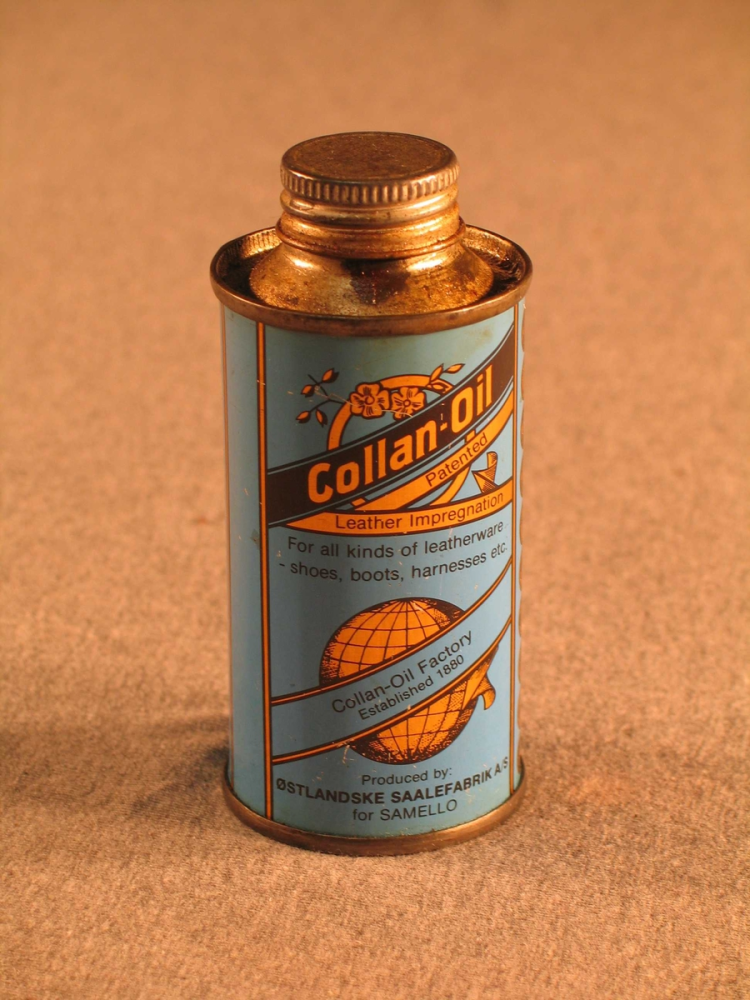 Collan-Oil
Patented
Leather Impregnation
For all kinds of leatherware
- shoes, boots, harnesses etc.
Collan-Oil Factory
Established 1880
Produced by:
ØSTLANDSKE SAALEFABRIK A/S
for SAMELLO